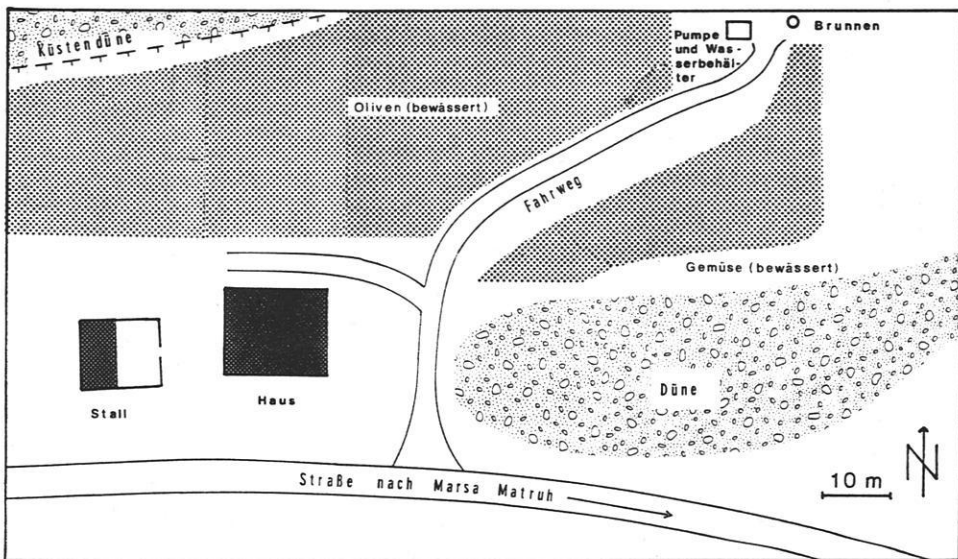 Küstendüne
Pumpe
und Was-
serbehäl-
ter
Brunnen
Oliven (bewässert)
Fahrweg
Gemüse (bewässert)
Düne
Stall
Haus
Straße nach Marsa Matruh
10 m
N